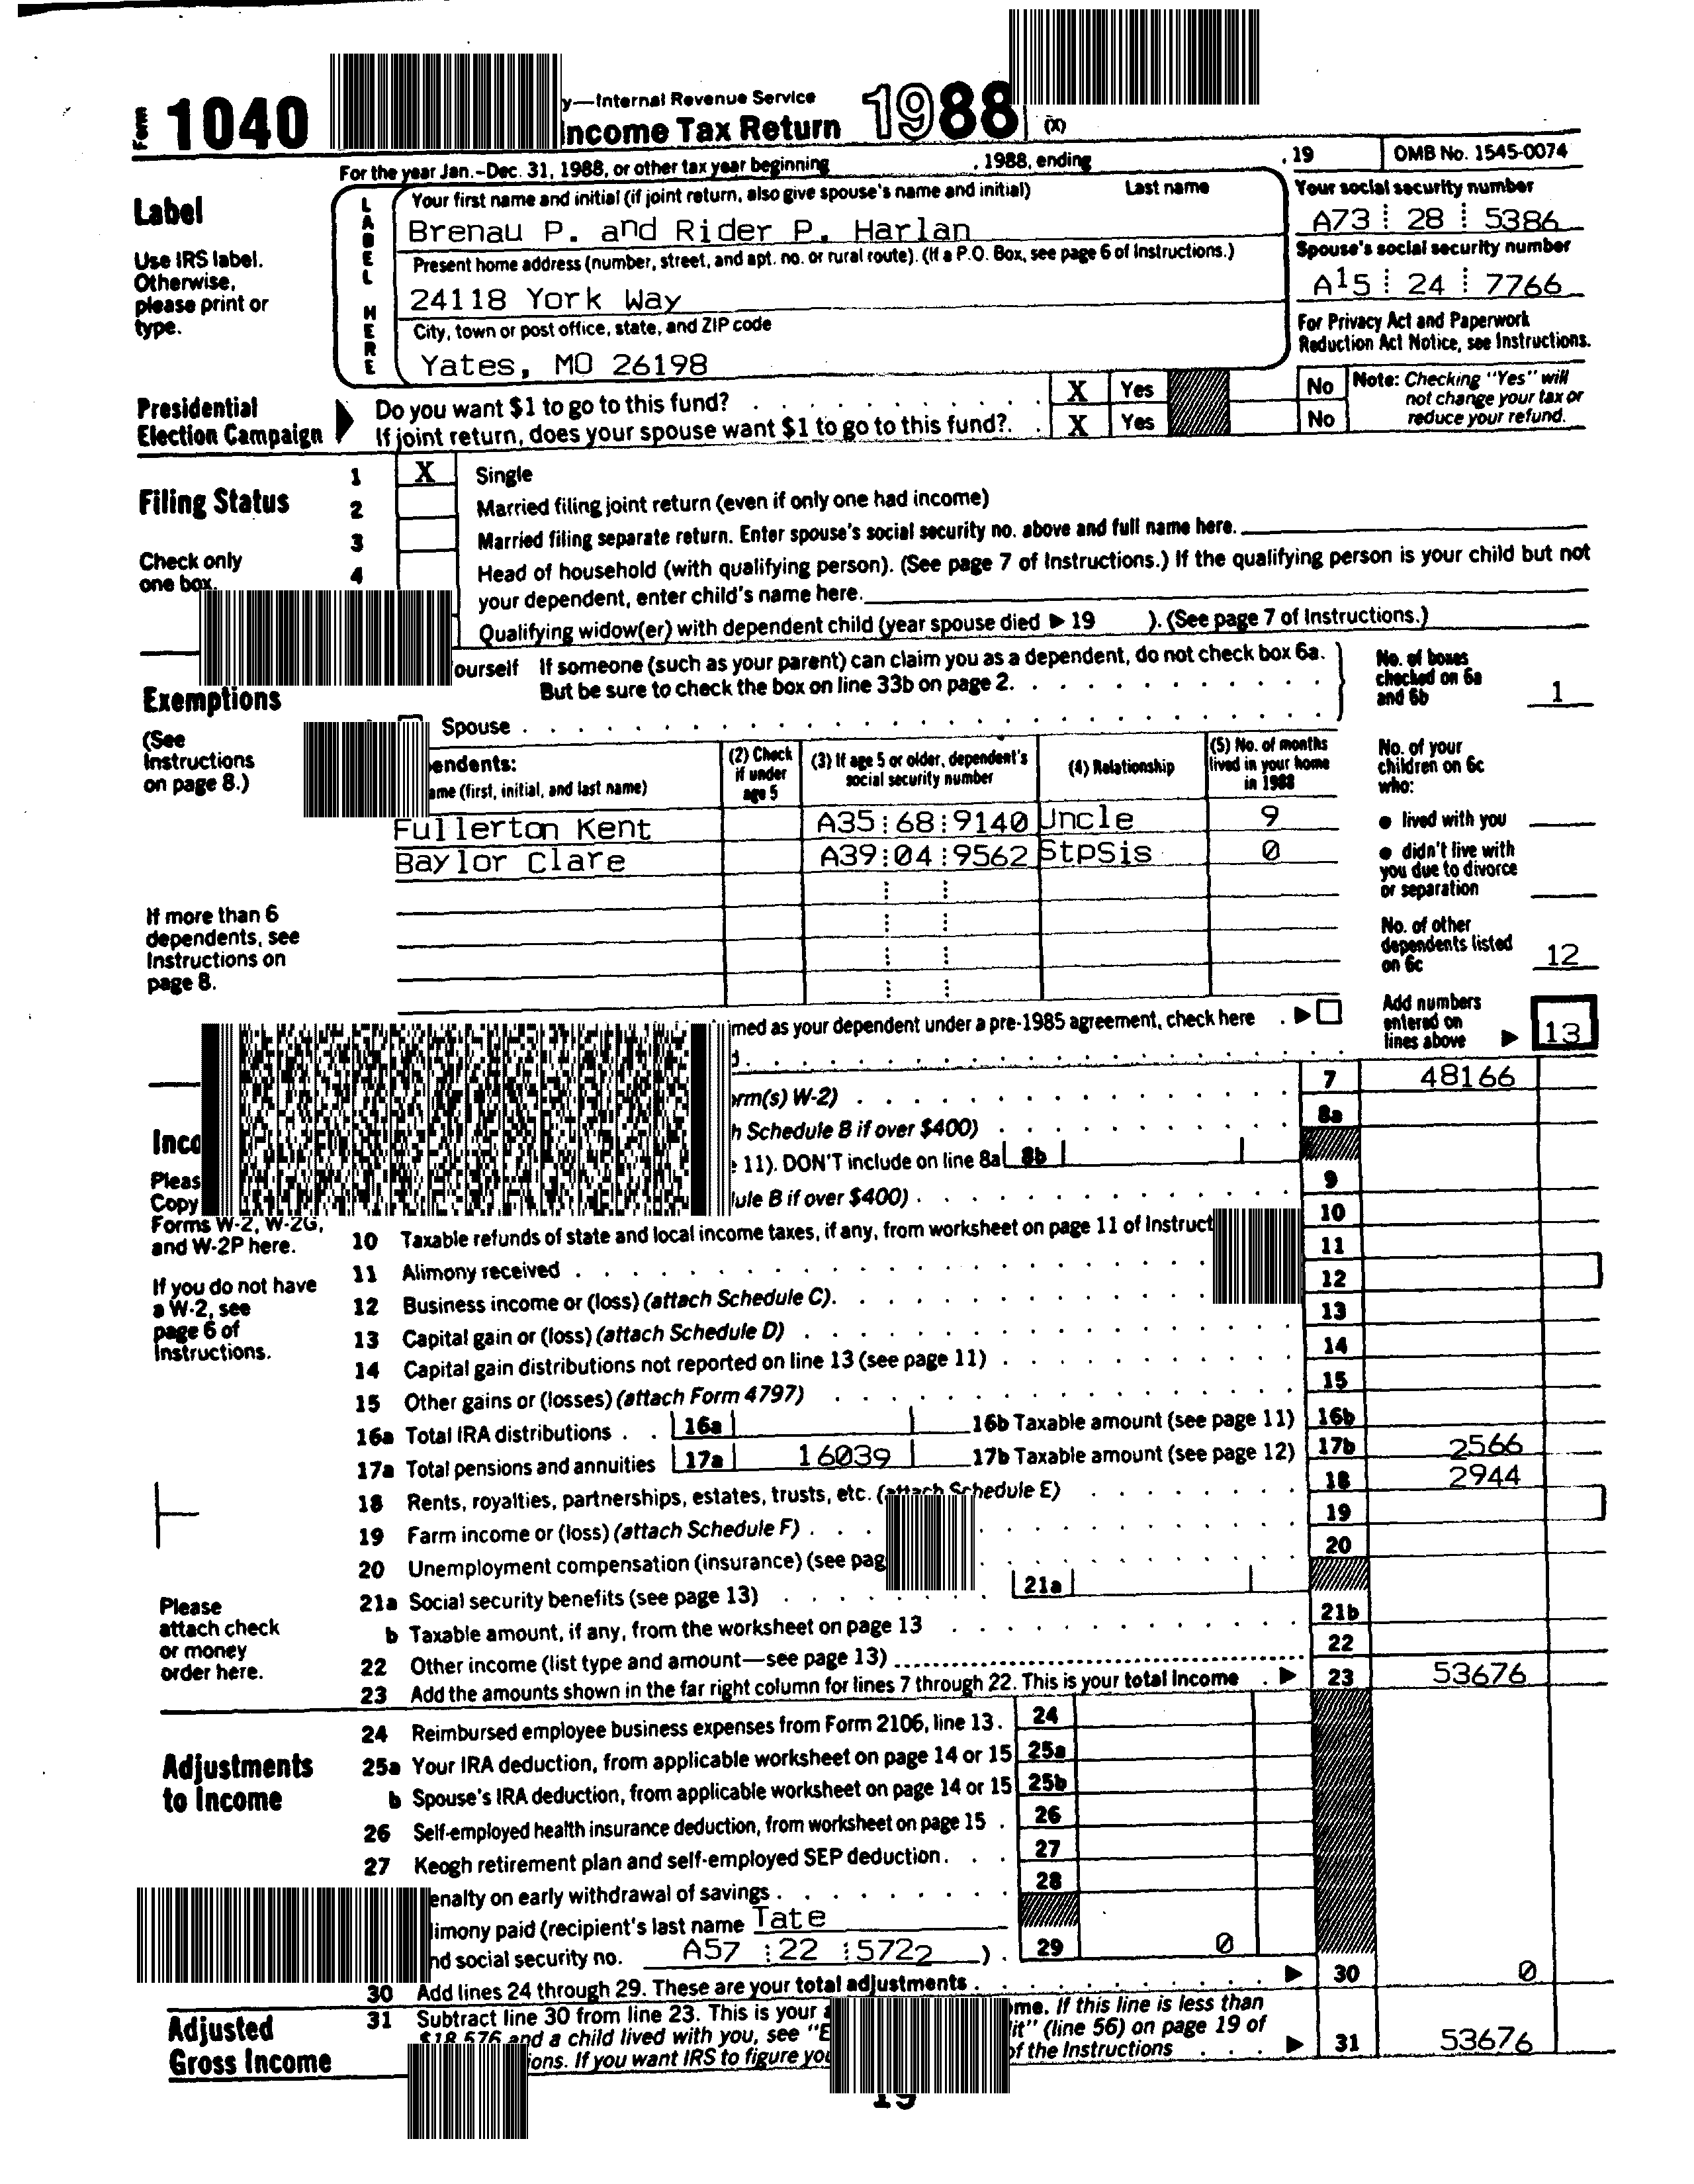 Form 1040
y—Internal Revenue Service
ncome Tax Return 1988 (X)
For the year Jan.-Dec. 31, 1988, or other tax year beginning , 1988, ending , 19 OMB No. 1545-0074
Label
Use IRS label.
Otherwise,
please print or
type.
LABEL HERE
Your first name and initial (if joint return, also give spouse's name and initial) Last name
Brenau P. and Rider P. Harlan
Present home address (number, street, and apt. no. or rural route). (If a P.O. Box, see page 6 of Instructions.)
24118 York Way
City, town or post office, state, and ZIP code
Yates, MO 26198
Your social security number
A73 28 5386
Spouse's social security number
A15 24 7766
For Privacy Act and Paperwork
Reduction Act Notice, see Instructions.
Presidential
Election Campaign
Do you want $1 to go to this fund? X Yes No
If joint return, does your spouse want $1 to go to this fund?. X Yes No
Note: Checking "Yes" will
not change your tax or
reduce your refund.
Filing Status
Check only
one box.
1 X Single
2 Married filing joint return (even if only one had income)
3 Married filing separate return. Enter spouse's social security no. above and full name here.
4 Head of household (with qualifying person). (See page 7 of Instructions.) If the qualifying person is your child but not
your dependent, enter child's name here.
Qualifying widow(er) with dependent child (year spouse died ▶ 19 ). (See page 7 of Instructions.)
Exemptions
(See
Instructions
on page 8.)
ourself If someone (such as your parent) can claim you as a dependent, do not check box 6a.
But be sure to check the box on line 33b on page 2.
Spouse
No. of boxes
checked on 6a
and 6b 1
endents:
ame (first, initial, and last name)
(2) Check
if under
age 5
(3) If age 5 or older, dependent's
social security number
(4) Relationship
(5) No. of months
lived in your home
in 1988
Fullerton Kent A35:68:9140 Uncle 9
Baylor Clare A39:04:9562 StpSis 0
If more than 6
dependents, see
Instructions on
page 8.
No. of your
children on 6c
who:
● lived with you
● didn't live with
you due to divorce
or separation
No. of other
dependents listed
on 6c 12
Add numbers
entered on
lines above ▶ 13
med as your dependent under a pre-1985 agreement, check here . ▶
d
Inco
Pleas
Copy
Forms W-2, W-2G,
and W-2P here.
If you do not have
a W-2, see
page 6 of
Instructions.
orm(s) W-2) 7 48166
h Schedule B if over $400) 8a
e 11). DON'T include on line 8a 8b
ule B if over $400) 9
10 Taxable refunds of state and local income taxes, if any, from worksheet on page 11 of Instruct 10
11 Alimony received 11
12 Business income or (loss) (attach Schedule C). 12
13 Capital gain or (loss) (attach Schedule D) 13
14 Capital gain distributions not reported on line 13 (see page 11) 14
15 Other gains or (losses) (attach Form 4797) 15
16a Total IRA distributions 16a 16b Taxable amount (see page 11) 16b
17a Total pensions and annuities 17a 16039 17b Taxable amount (see page 12) 17b 2566
18 Rents, royalties, partnerships, estates, trusts, etc. (attach Schedule E) 18 2944
19 Farm income or (loss) (attach Schedule F) 19
20 Unemployment compensation (insurance) (see pag 20
Please
attach check
or money
order here.
21a Social security benefits (see page 13) 21a
b Taxable amount, if any, from the worksheet on page 13 21b
22 Other income (list type and amount—see page 13) 22
23 Add the amounts shown in the far right column for lines 7 through 22. This is your total income . ▶ 23 53676
Adjustments
to Income
24 Reimbursed employee business expenses from Form 2106, line 13. 24
25a Your IRA deduction, from applicable worksheet on page 14 or 15 25a
b Spouse's IRA deduction, from applicable worksheet on page 14 or 15 25b
26 Self-employed health insurance deduction, from worksheet on page 15 . 26
27 Keogh retirement plan and self-employed SEP deduction. 27
enalty on early withdrawal of savings 28
limony paid (recipient's last name Tate
nd social security no. A57 :22 :5722 ). 29 0
30 Add lines 24 through 29. These are your total adjustments ▶ 30 0
Adjusted
Gross Income
31 Subtract line 30 from line 23. This is your a me. If this line is less than
$18,576 and a child lived with you, see "E it" (line 56) on page 19 of
ions. If you want IRS to figure you of the Instructions ▶ 31 53676